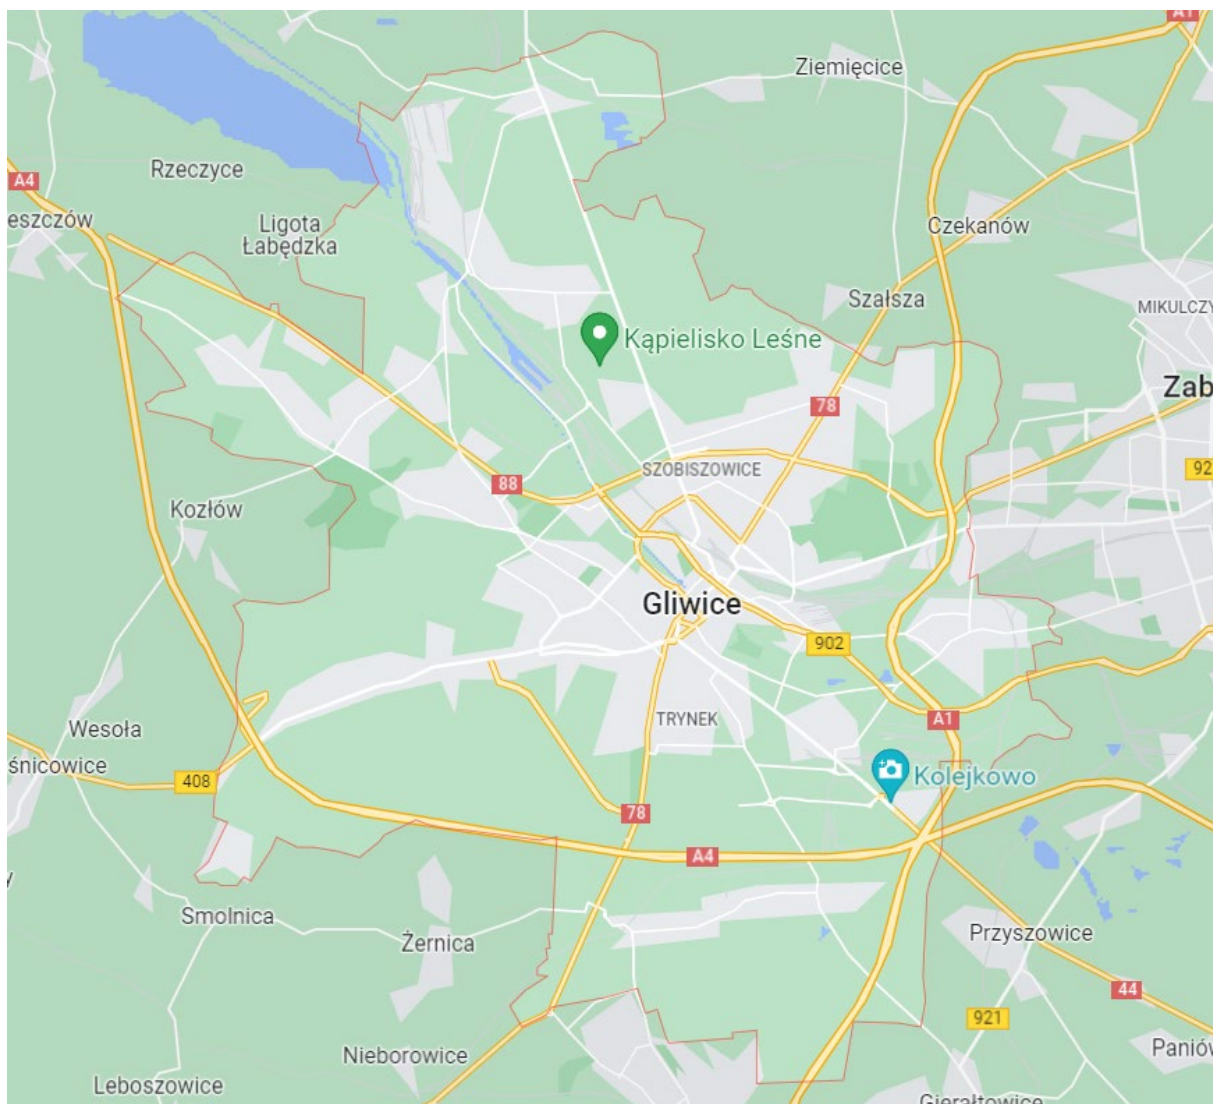 A1
Ziemięcice
Rzeczyce
A4
eszczów
Ligota
Łabędzka
Czekanów
Szałsza
MIKULCZY
Kąpielisko Leśne
Zab
78
SZOBISZOWICE
92
88
Kozłów
Gliwice
902
TRYNEK
A1
Wesoła
śnicowice
408
Kolejkowo
78
A4
Smolnica
Żernica
Przyszowice
44
921
Nieborowice
Paniów
Leboszowice
Gierałtowice